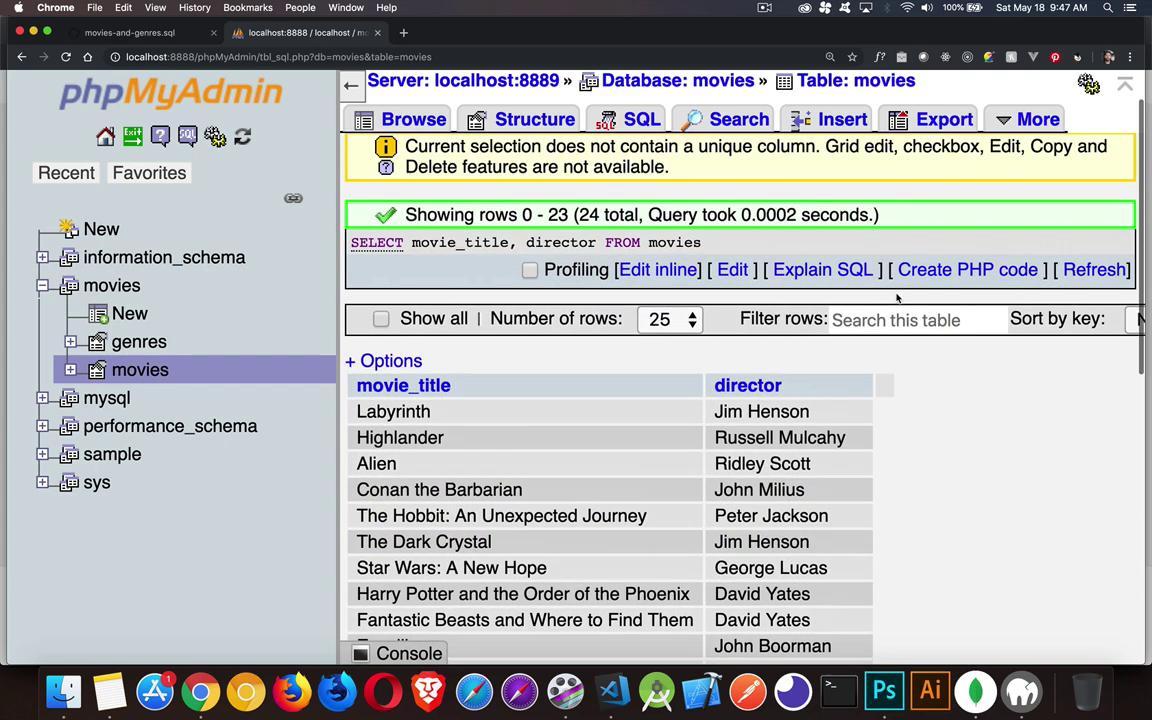 Chrome File Edit View History Bookmarks People Window Help 100% Sat May 18 9:47 AM
movies-and-genres.sql × localhost:8888 / localhost / mo × +
localhost:8888/phpMyAdmin/tbl_sql.php?db=movies&table=movies
phpMyAdmin
Recent Favorites
New
information_schema
movies
New
genres
movies
mysql
performance_schema
sample
sys
Server: localhost:8889 » Database: movies » Table: movies
Browse Structure SQL Search Insert Export More
Current selection does not contain a unique column. Grid edit, checkbox, Edit, Copy and
Delete features are not available.
Showing rows 0 - 23 (24 total, Query took 0.0002 seconds.)
SELECT movie_title, director FROM movies
Profiling [Edit inline] [ Edit ] [ Explain SQL ] [ Create PHP code ] [ Refresh]
Show all | Number of rows: 25 Filter rows: Search this table Sort by key:
+ Options
movie_title director
Labyrinth Jim Henson
Highlander Russell Mulcahy
Alien Ridley Scott
Conan the Barbarian John Milius
The Hobbit: An Unexpected Journey Peter Jackson
The Dark Crystal Jim Henson
Star Wars: A New Hope George Lucas
Harry Potter and the Order of the Phoenix David Yates
Fantastic Beasts and Where to Find Them David Yates
John Boorman
Console
1
Ps
Ai